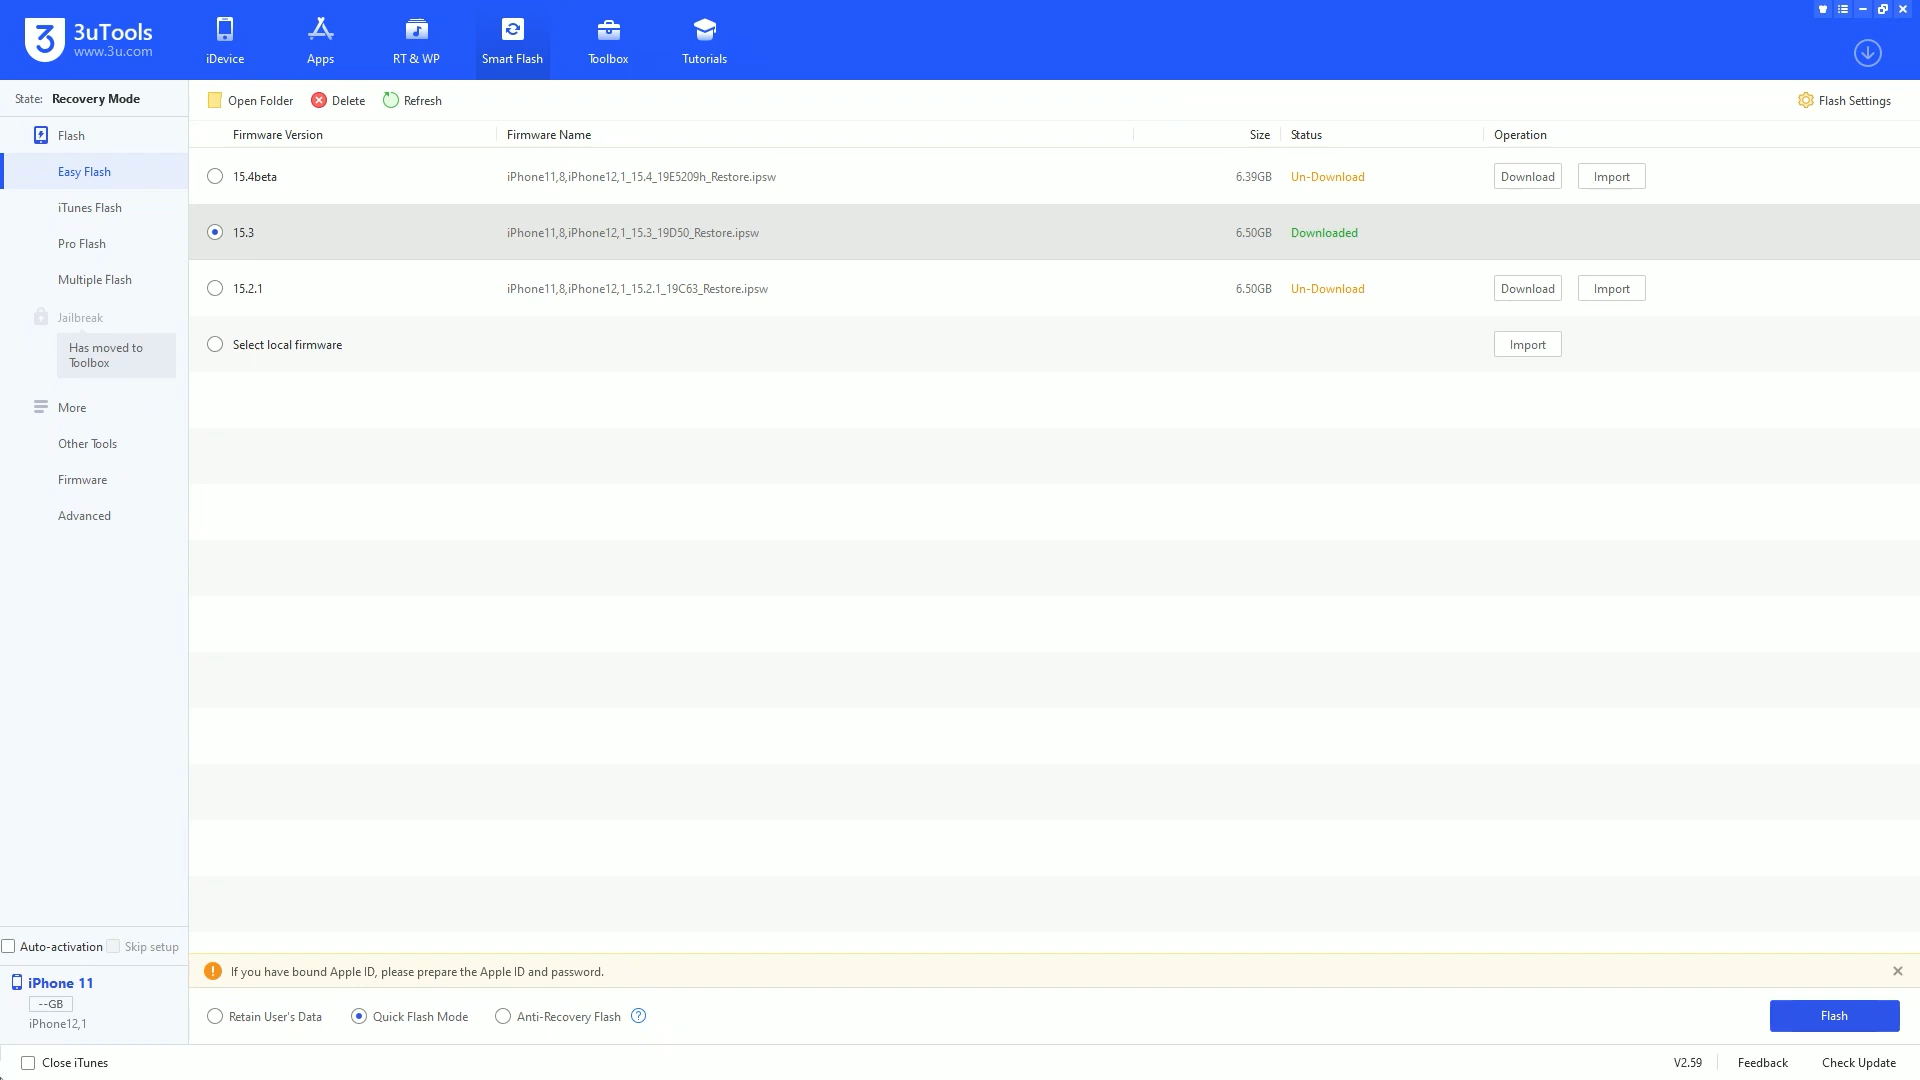 3uTools
www.3u.com
iDevice
Apps
RT & WP
Smart Flash
Toolbox
Tutorials
State: Recovery Mode
Flash
Easy Flash
iTunes Flash
Pro Flash
Multiple Flash
Jailbreak
Has moved to
Toolbox
More
Other Tools
Firmware
Advanced
Auto-activation Skip setup
iPhone 11
--GB
iPhone12,1
Open Folder Delete Refresh Flash Settings
Firmware Version Firmware Name Size Status Operation
15.4beta iPhone11,8,iPhone12,1_15.4_19E5209h_Restore.ipsw 6.39GB Un-Download Download Import
15.3 iPhone11,8,iPhone12,1_15.3_19D50_Restore.ipsw 6.50GB Downloaded
15.2.1 iPhone11,8,iPhone12,1_15.2.1_19C63_Restore.ipsw 6.50GB Un-Download Download Import
Select local firmware Import
If you have bound Apple ID, please prepare the Apple ID and password.
Retain User's Data Quick Flash Mode Anti-Recovery Flash ? Flash
Close iTunes V2.59 Feedback Check Update